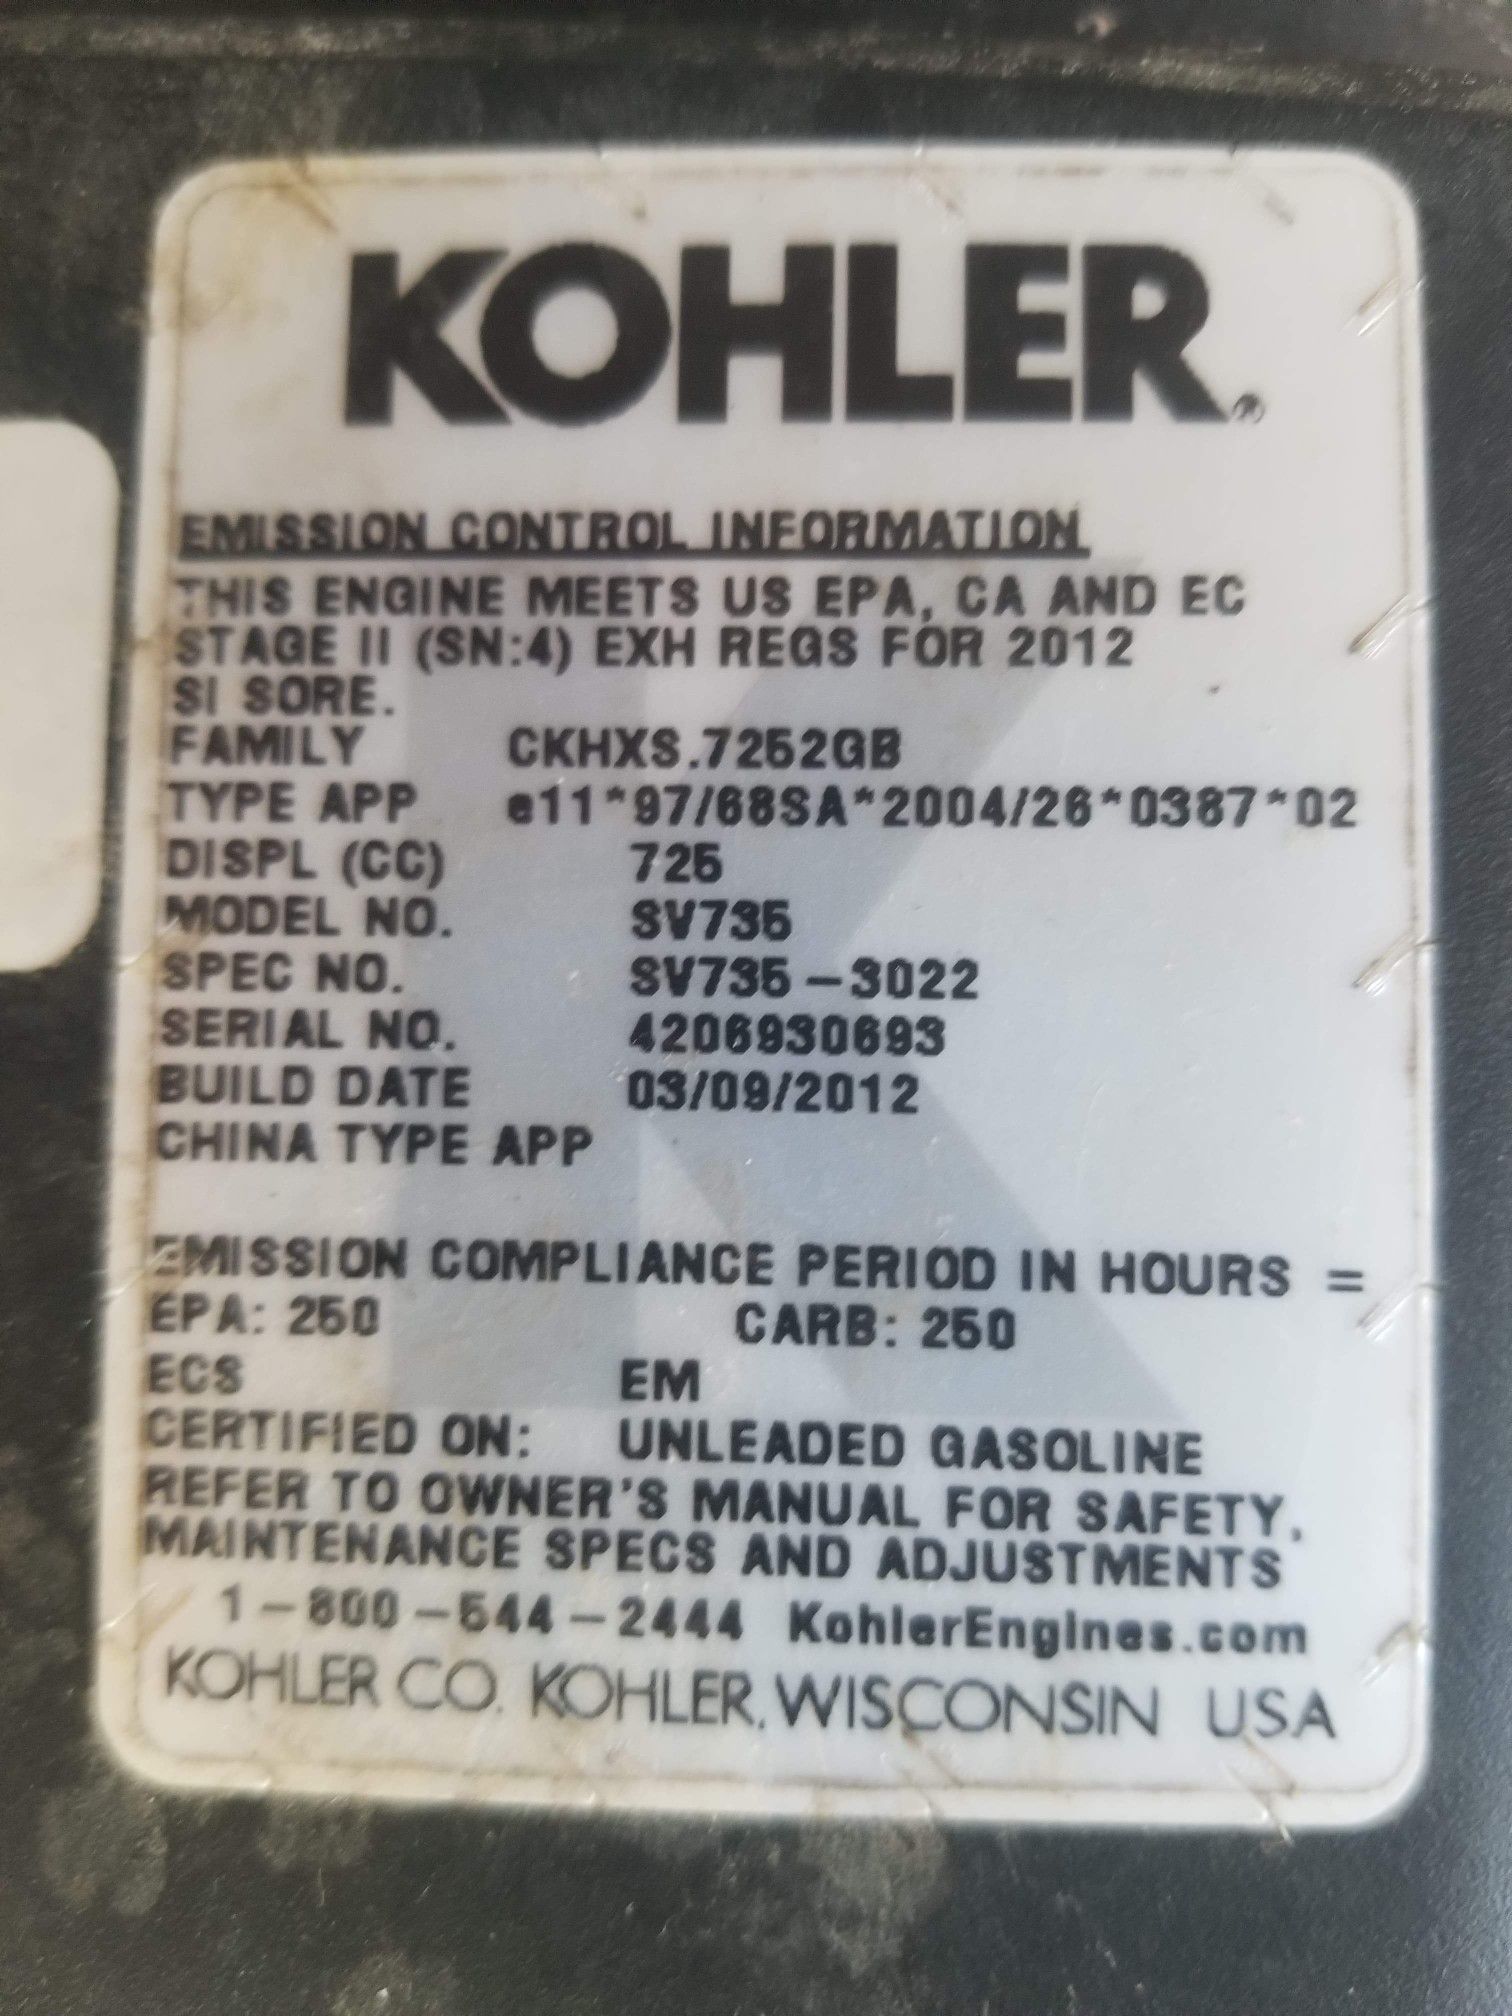 KOHLER®
EMISSION CONTROL INFORMATION
THIS ENGINE MEETS US EPA, CA AND EC
STAGE II (SN:4) EXH REGS FOR 2012
SI SORE.
FAMILY CKHXS.7252GB
TYPE APP e11*97/68SA*2004/26*0387*02
DISPL (CC) 725
MODEL NO. SV735
SPEC NO. SV735-3022
SERIAL NO. 4206930693
BUILD DATE 03/09/2012
CHINA TYPE APP
EMISSION COMPLIANCE PERIOD IN HOURS =
EPA: 250 CARB: 250
ECS EM
CERTIFIED ON: UNLEADED GASOLINE
REFER TO OWNER'S MANUAL FOR SAFETY,
MAINTENANCE SPECS AND ADJUSTMENTS
1-800-544-2444 KohlerEngines.com
KOHLER CO. KOHLER, WISCONSIN USA